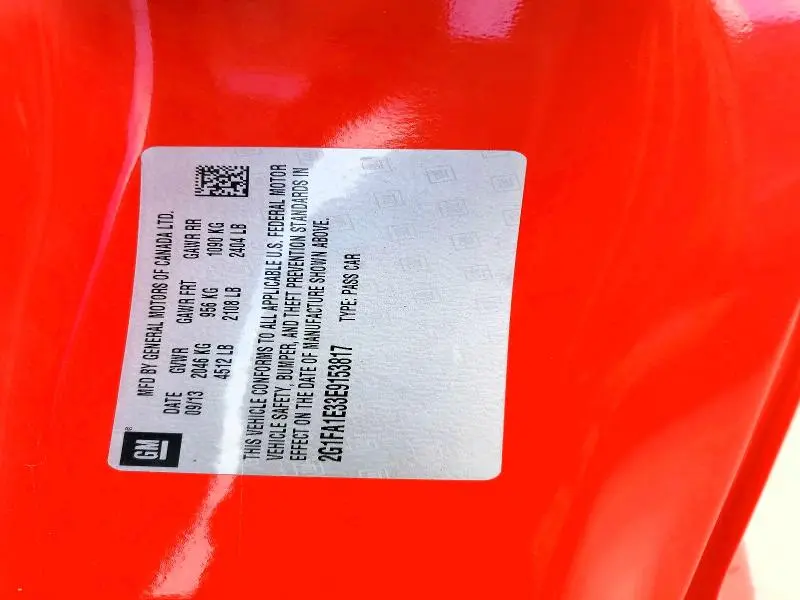 GM®
MFD BY GENERAL MOTORS OF CANADA LTD.
DATE GVWR GAWR FRT GAWR RR
09/13 2046 KG 956 KG 1090 KG
4512 LB 2108 LB 2404 LB
THIS VEHICLE CONFORMS TO ALL APPLICABLE U.S. FEDERAL MOTOR
VEHICLE SAFETY, BUMPER, AND THEFT PREVENTION STANDARDS IN
EFFECT ON THE DATE OF MANUFACTURE SHOWN ABOVE.
2G1FA1E33E9153817 TYPE: PASS CAR